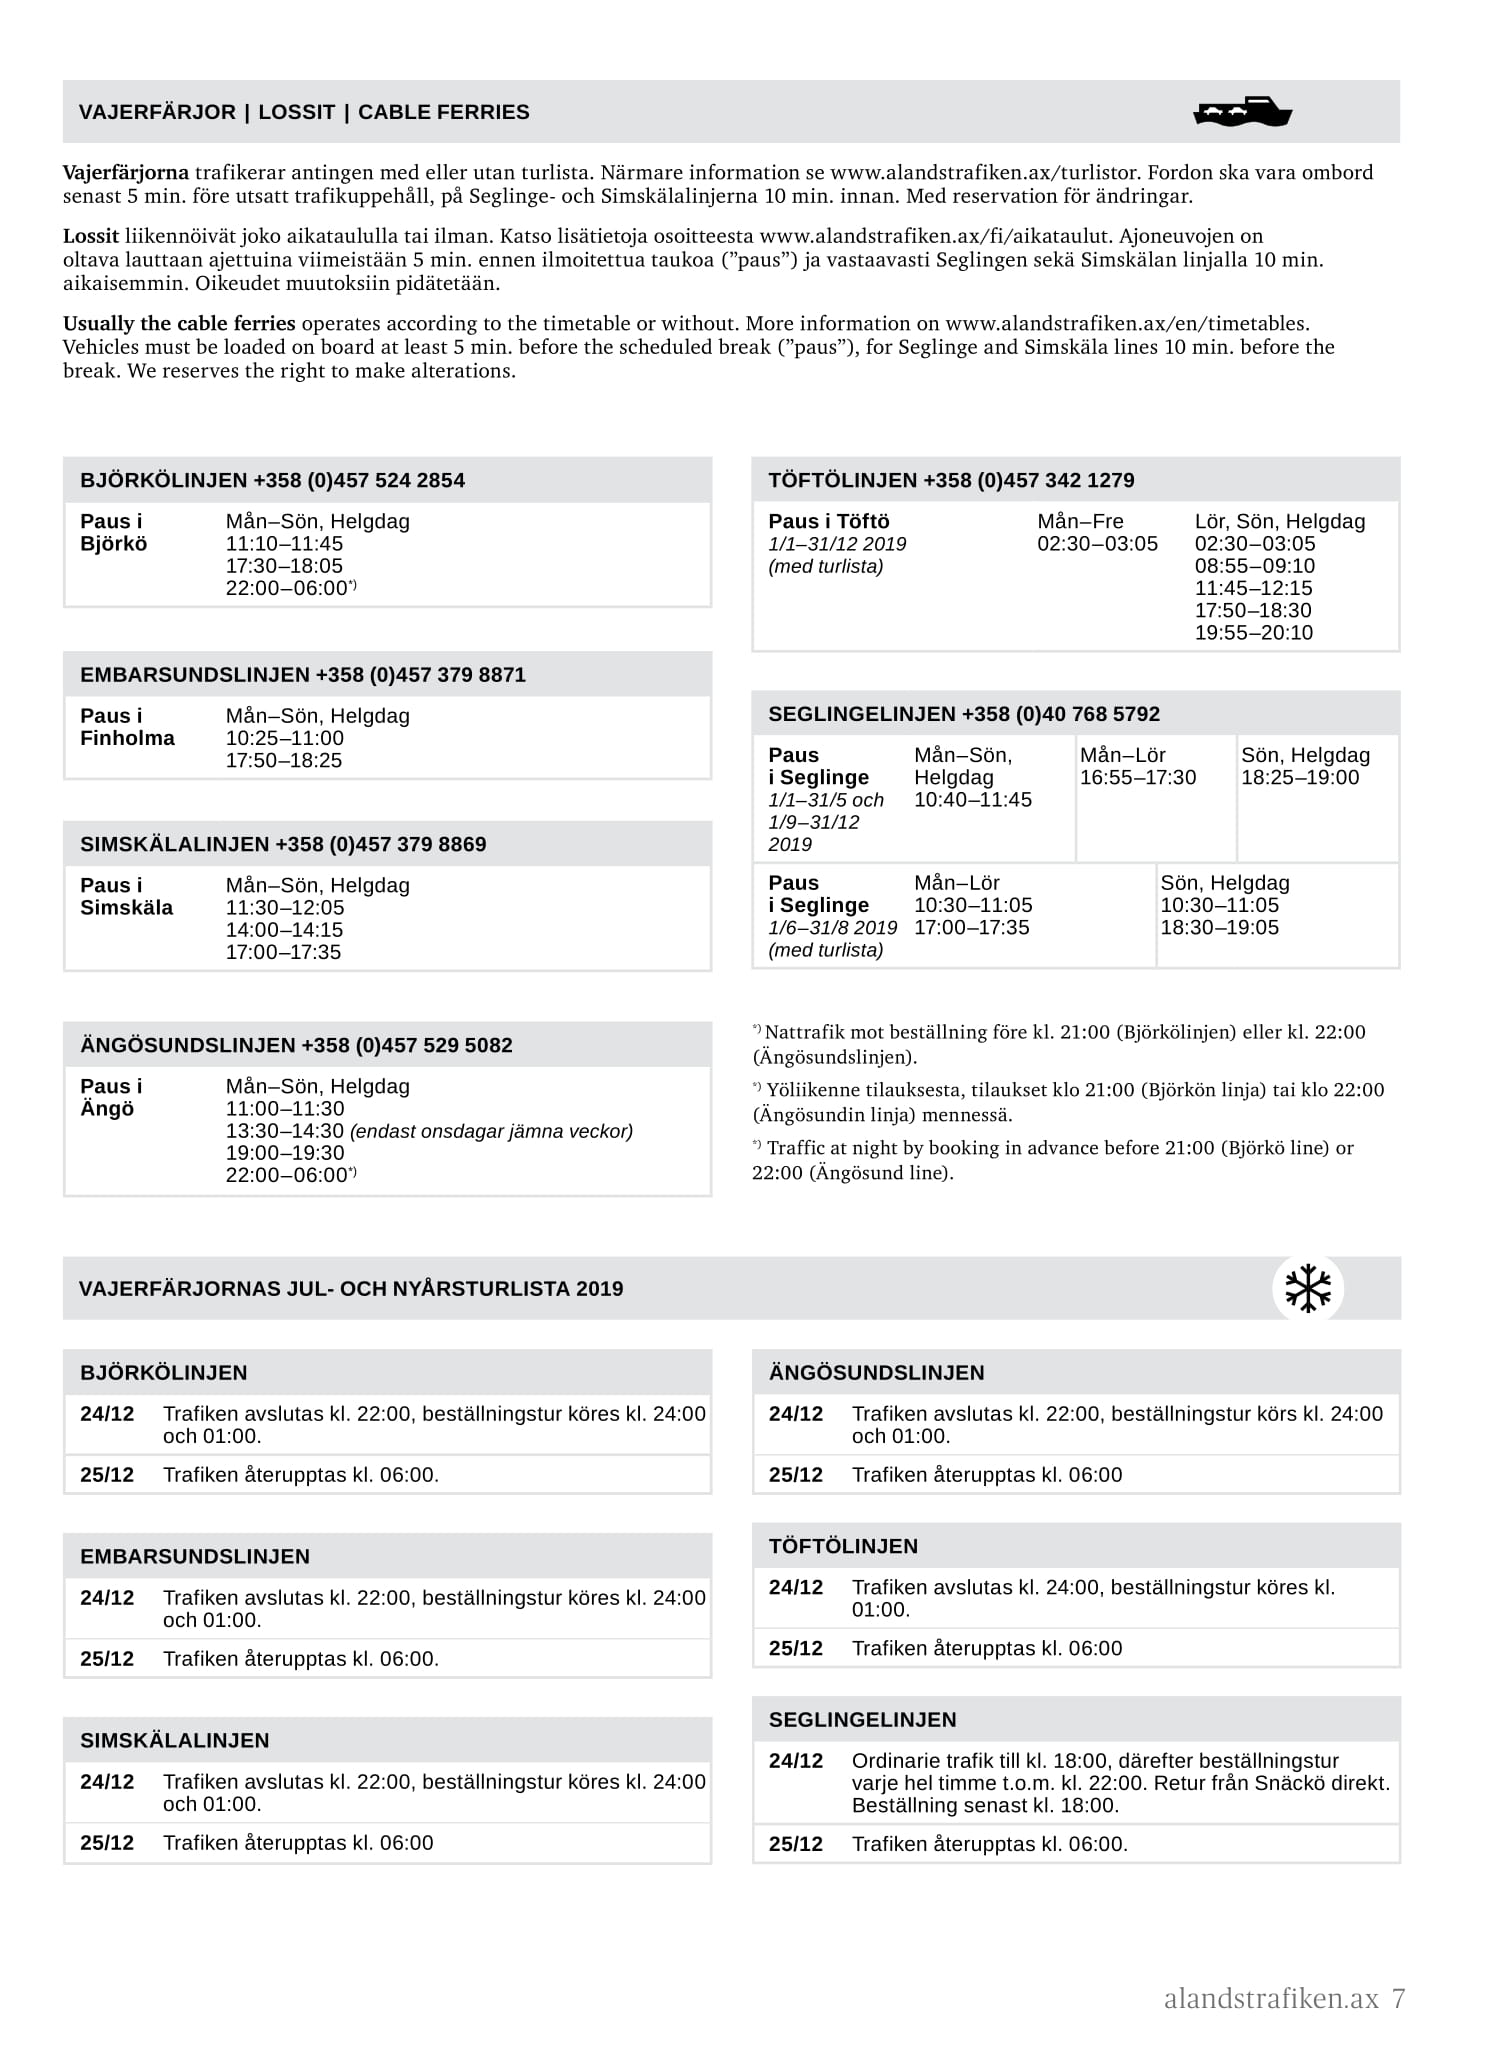 VAJERFÄRJOR | LOSSIT | CABLE FERRIES
Vajerfärjorna trafikerar antingen med eller utan turlista. Närmare information se www.alandstrafiken.ax/turlistor. Fordon ska vara ombord
senast 5 min. före utsatt trafikuppehåll, på Seglinge- och Simskälalinjerna 10 min. innan. Med reservation för ändringar.
Lossit liikennöivät joko aikataululla tai ilman. Katso lisätietoja osoitteesta www.alandstrafiken.ax/fi/aikataulut. Ajoneuvojen on
oltava lauttaan ajettuina viimeistään 5 min. ennen ilmoitettua taukoa (”paus”) ja vastaavasti Seglingen sekä Simskälan linjalla 10 min.
aikaisemmin. Oikeudet muutoksiin pidätetään.
Usually the cable ferries operates according to the timetable or without. More information on www.alandstrafiken.ax/en/timetables.
Vehicles must be loaded on board at least 5 min. before the scheduled break (”paus”), for Seglinge and Simskäla lines 10 min. before the
break. We reserves the right to make alterations.
BJÖRKÖLINJEN +358 (0)457 524 2854
Paus i Mån–Sön, Helgdag
Björkö 11:10–11:45
17:30–18:05
22:00–06:00*)
EMBARSUNDSLINJEN +358 (0)457 379 8871
Paus i Mån–Sön, Helgdag
Finholma 10:25–11:00
17:50–18:25
SIMSKÄLALINJEN +358 (0)457 379 8869
Paus i Mån–Sön, Helgdag
Simskäla 11:30–12:05
14:00–14:15
17:00–17:35
ÄNGÖSUNDSLINJEN +358 (0)457 529 5082
Paus i Mån–Sön, Helgdag
Ängö 11:00–11:30
13:30–14:30 (endast onsdagar jämna veckor)
19:00–19:30
22:00–06:00*)
TÖFTÖLINJEN +358 (0)457 342 1279
Paus i Töftö Mån–Fre Lör, Sön, Helgdag
1/1–31/12 2019 02:30–03:05 02:30–03:05
(med turlista) 08:55–09:10
11:45–12:15
17:50–18:30
19:55–20:10
SEGLINGELINJEN +358 (0)40 768 5792
Paus Mån–Sön, Mån–Lör Sön, Helgdag
i Seglinge Helgdag 16:55–17:30 18:25–19:00
1/1–31/5 och 10:40–11:45
1/9–31/12
2019
Paus Mån–Lör Sön, Helgdag
i Seglinge 10:30–11:05 10:30–11:05
1/6–31/8 2019 17:00–17:35 18:30–19:05
(med turlista)
*) Nattrafik mot beställning före kl. 21:00 (Björkölinjen) eller kl. 22:00
(Ängösundslinjen).
*) Yöliikenne tilauksesta, tilaukset klo 21:00 (Björkön linja) tai klo 22:00
(Ängösundin linja) mennessä.
*) Traffic at night by booking in advance before 21:00 (Björkö line) or
22:00 (Ängösund line).
VAJERFÄRJORNAS JUL- OCH NYÅRSTURLISTA 2019
BJÖRKÖLINJEN
24/12 Trafiken avslutas kl. 22:00, beställningstur köres kl. 24:00
och 01:00.
25/12 Trafiken återupptas kl. 06:00.
EMBARSUNDSLINJEN
24/12 Trafiken avslutas kl. 22:00, beställningstur köres kl. 24:00
och 01:00.
25/12 Trafiken återupptas kl. 06:00.
SIMSKÄLALINJEN
24/12 Trafiken avslutas kl. 22:00, beställningstur köres kl. 24:00
och 01:00.
25/12 Trafiken återupptas kl. 06:00
ÄNGÖSUNDSLINJEN
24/12 Trafiken avslutas kl. 22:00, beställningstur körs kl. 24:00
och 01:00.
25/12 Trafiken återupptas kl. 06:00
TÖFTÖLINJEN
24/12 Trafiken avslutas kl. 24:00, beställningstur köres kl.
01:00.
25/12 Trafiken återupptas kl. 06:00
SEGLINGELINJEN
24/12 Ordinarie trafik till kl. 18:00, därefter beställningstur
varje hel timme t.o.m. kl. 22:00. Retur från Snäckö direkt.
Beställning senast kl. 18:00.
25/12 Trafiken återupptas kl. 06:00.
alandstrafiken.ax 7